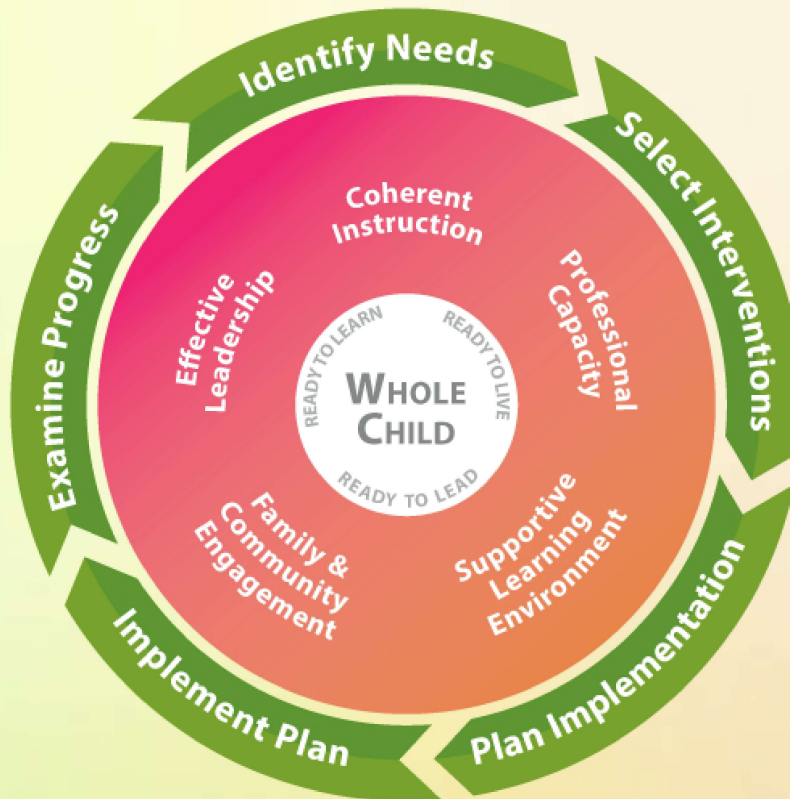 Identify Needs
Select Interventions
Plan Implementation
Implement Plan
Examine Progress
Coherent
Instruction
Professional
Capacity
Supportive
Learning
Environment
Family &
Community
Engagement
Effective
Leadership
READY TO LEARN
READY TO LIVE
READY TO LEAD
WHOLE
CHILD